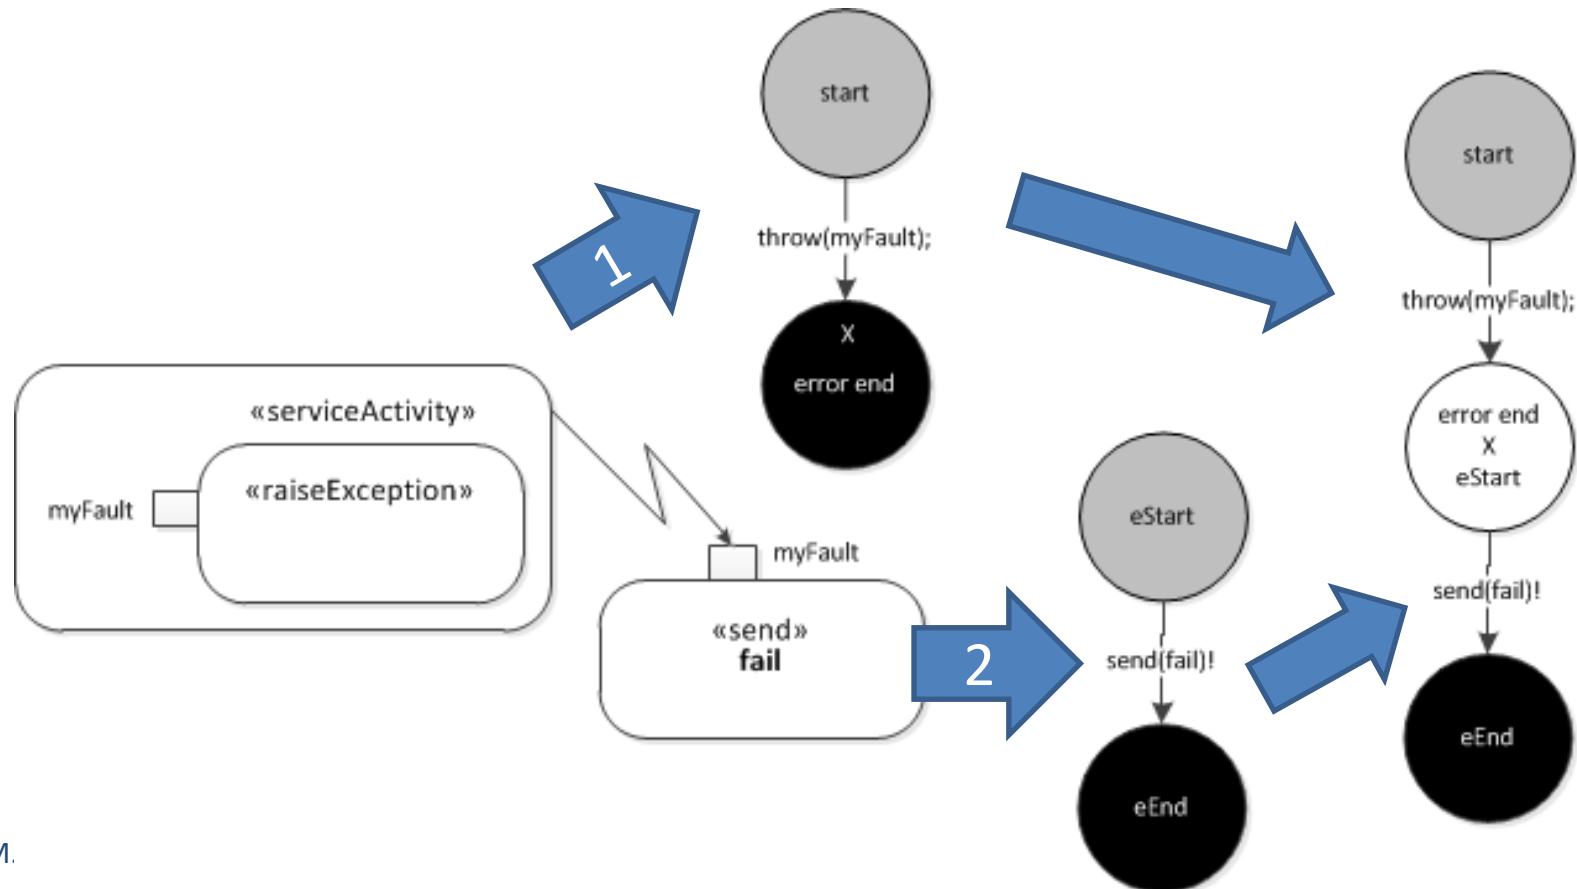 start
throw(myFault);
X
error end
1
«serviceActivity»
«raiseException»
myFault
myFault
«send»
fail
2
eStart
send(fail)!
eEnd
start
throw(myFault);
error end
X
eStart
send(fail)!
eEnd